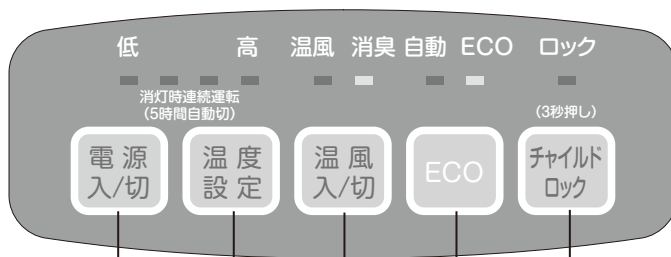 低 高 温風 消臭 自動 ECO ロック
消灯時連続運転
(5時間自動切)
(3秒押し)
電源
入/切
温度
設定
温風
入/切
ECO
チャイルド
ロック